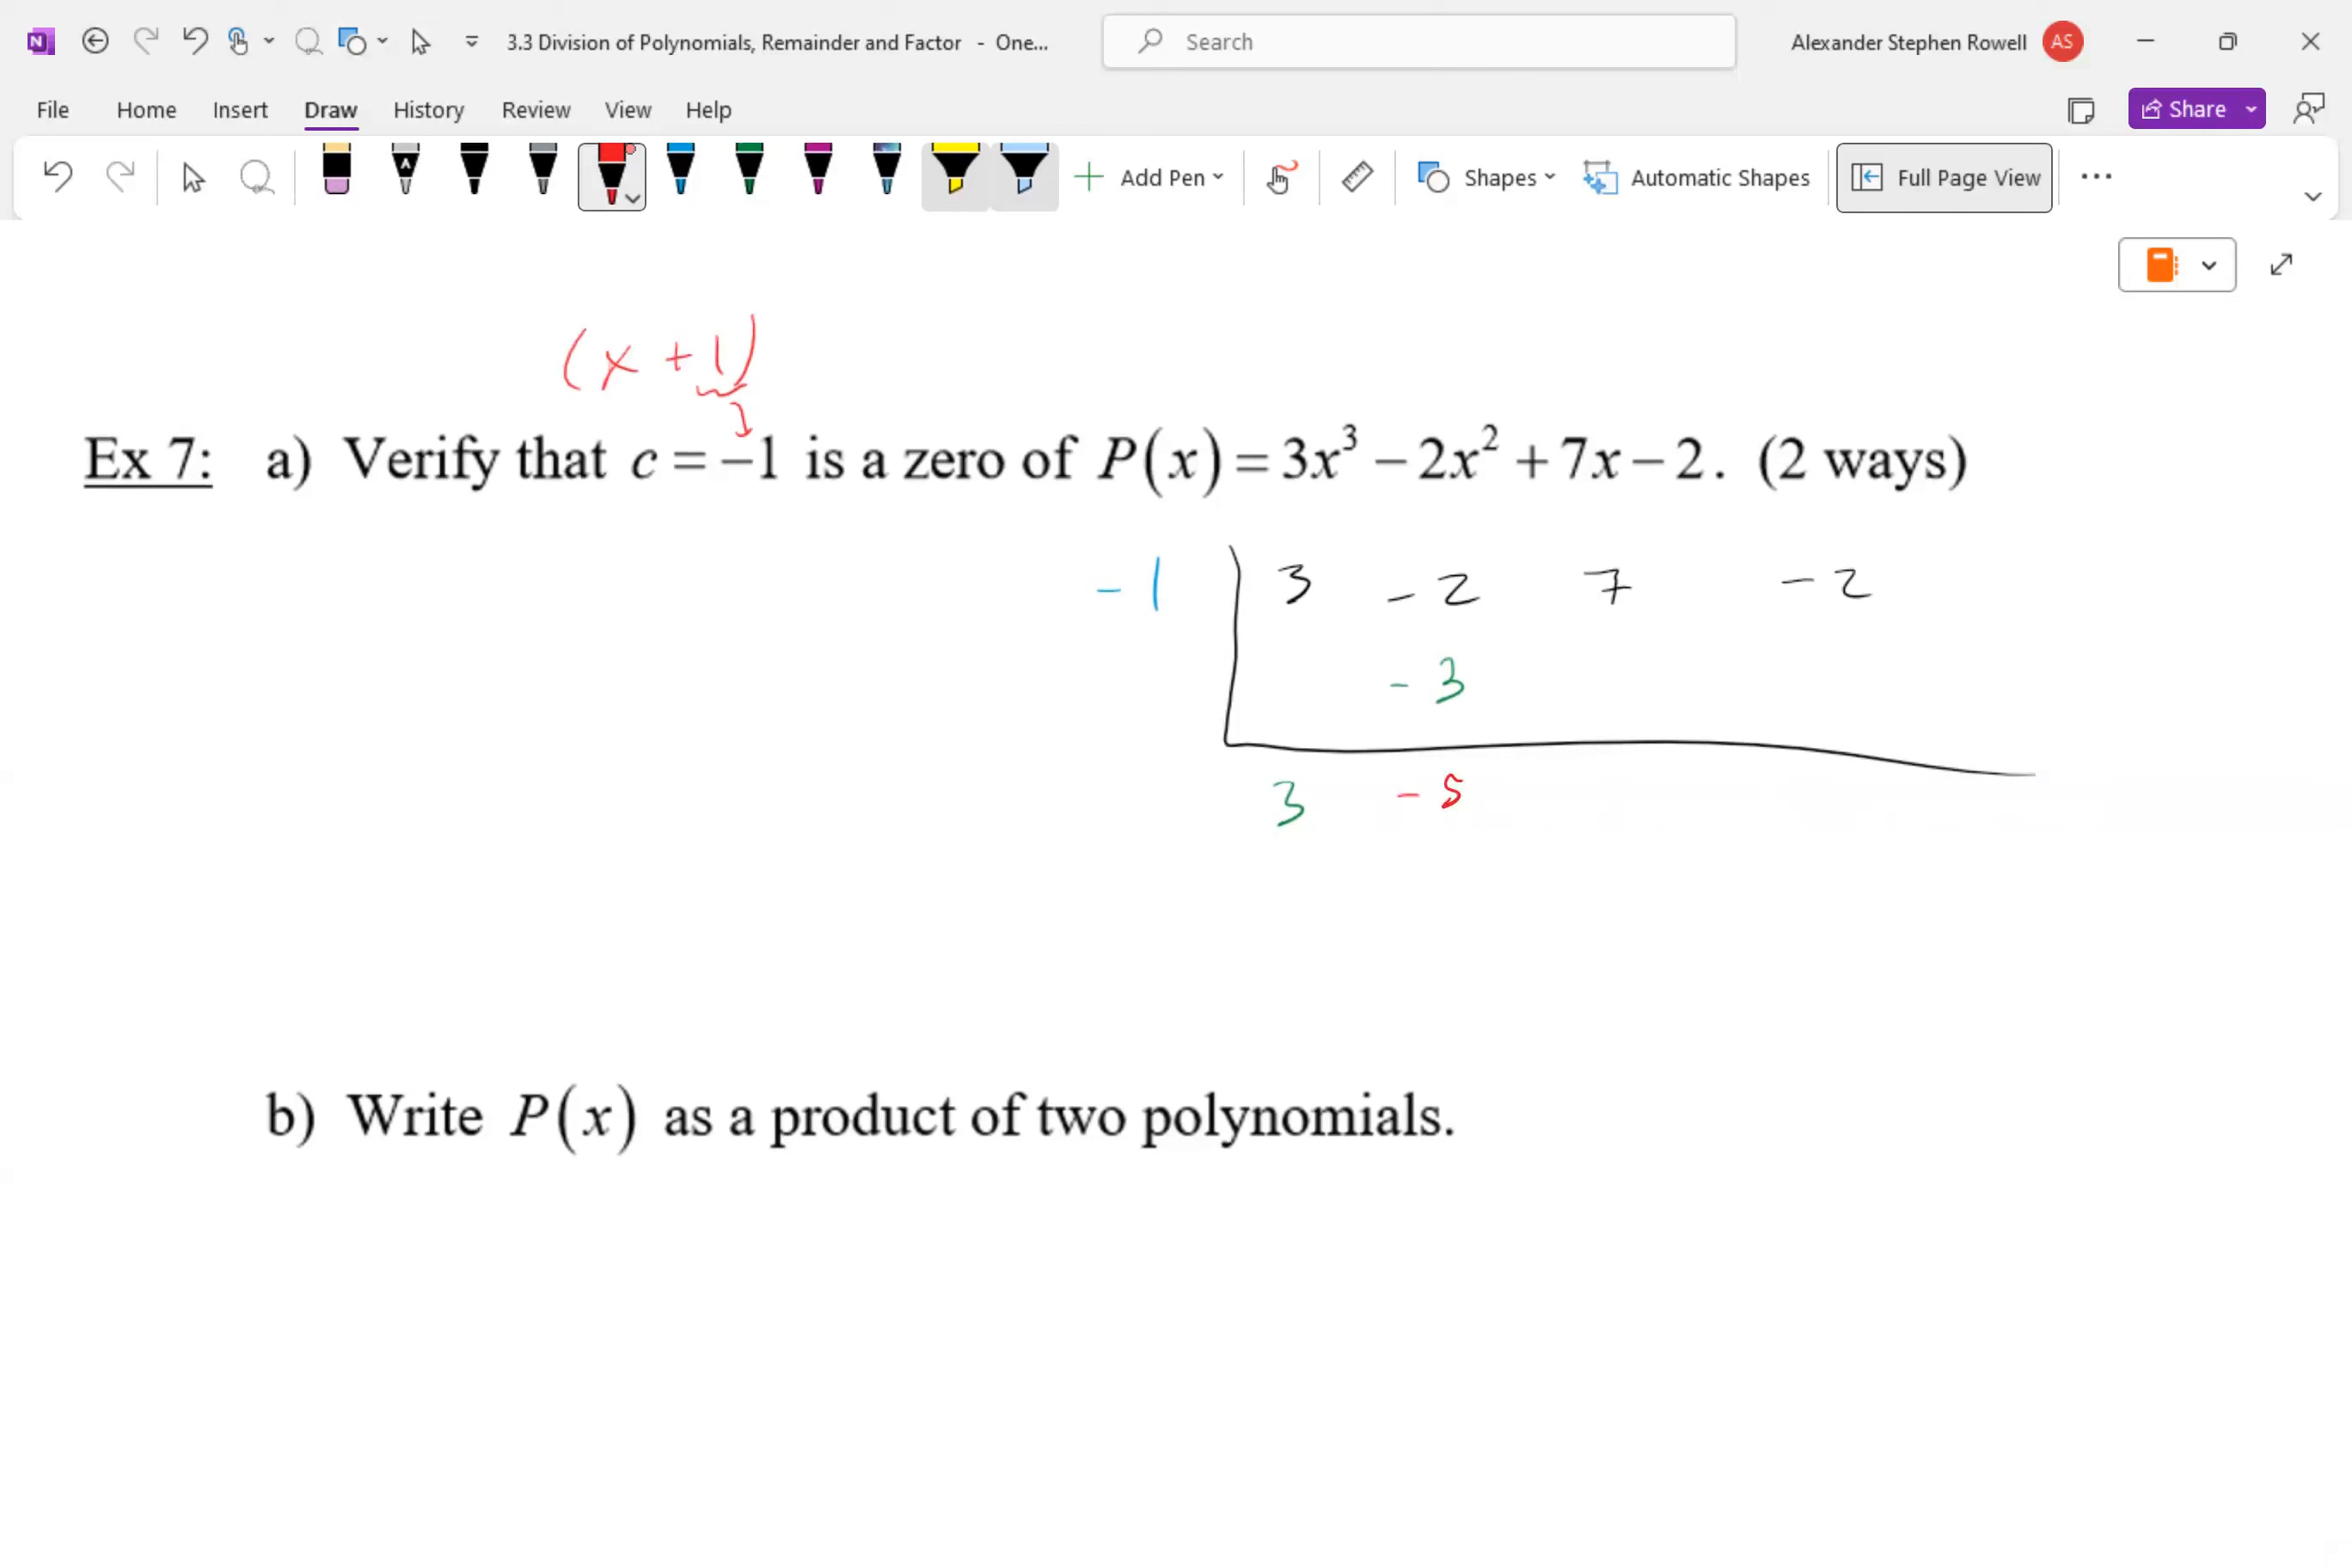 3.3 Division of Polynomials, Remainder and Factor - One...
Search
Alexander Stephen Rowell AS
File Home Insert Draw History Review View Help
Share
A Add Pen Shapes Automatic Shapes Full Page View ...
(x + 1)
Ex 7: a) Verify that c = −1 is a zero of P(x) = 3x³ − 2x² + 7x − 2. (2 ways)
-1 3 -2 7 -2
-3
3 -5
b) Write P(x) as a product of two polynomials.